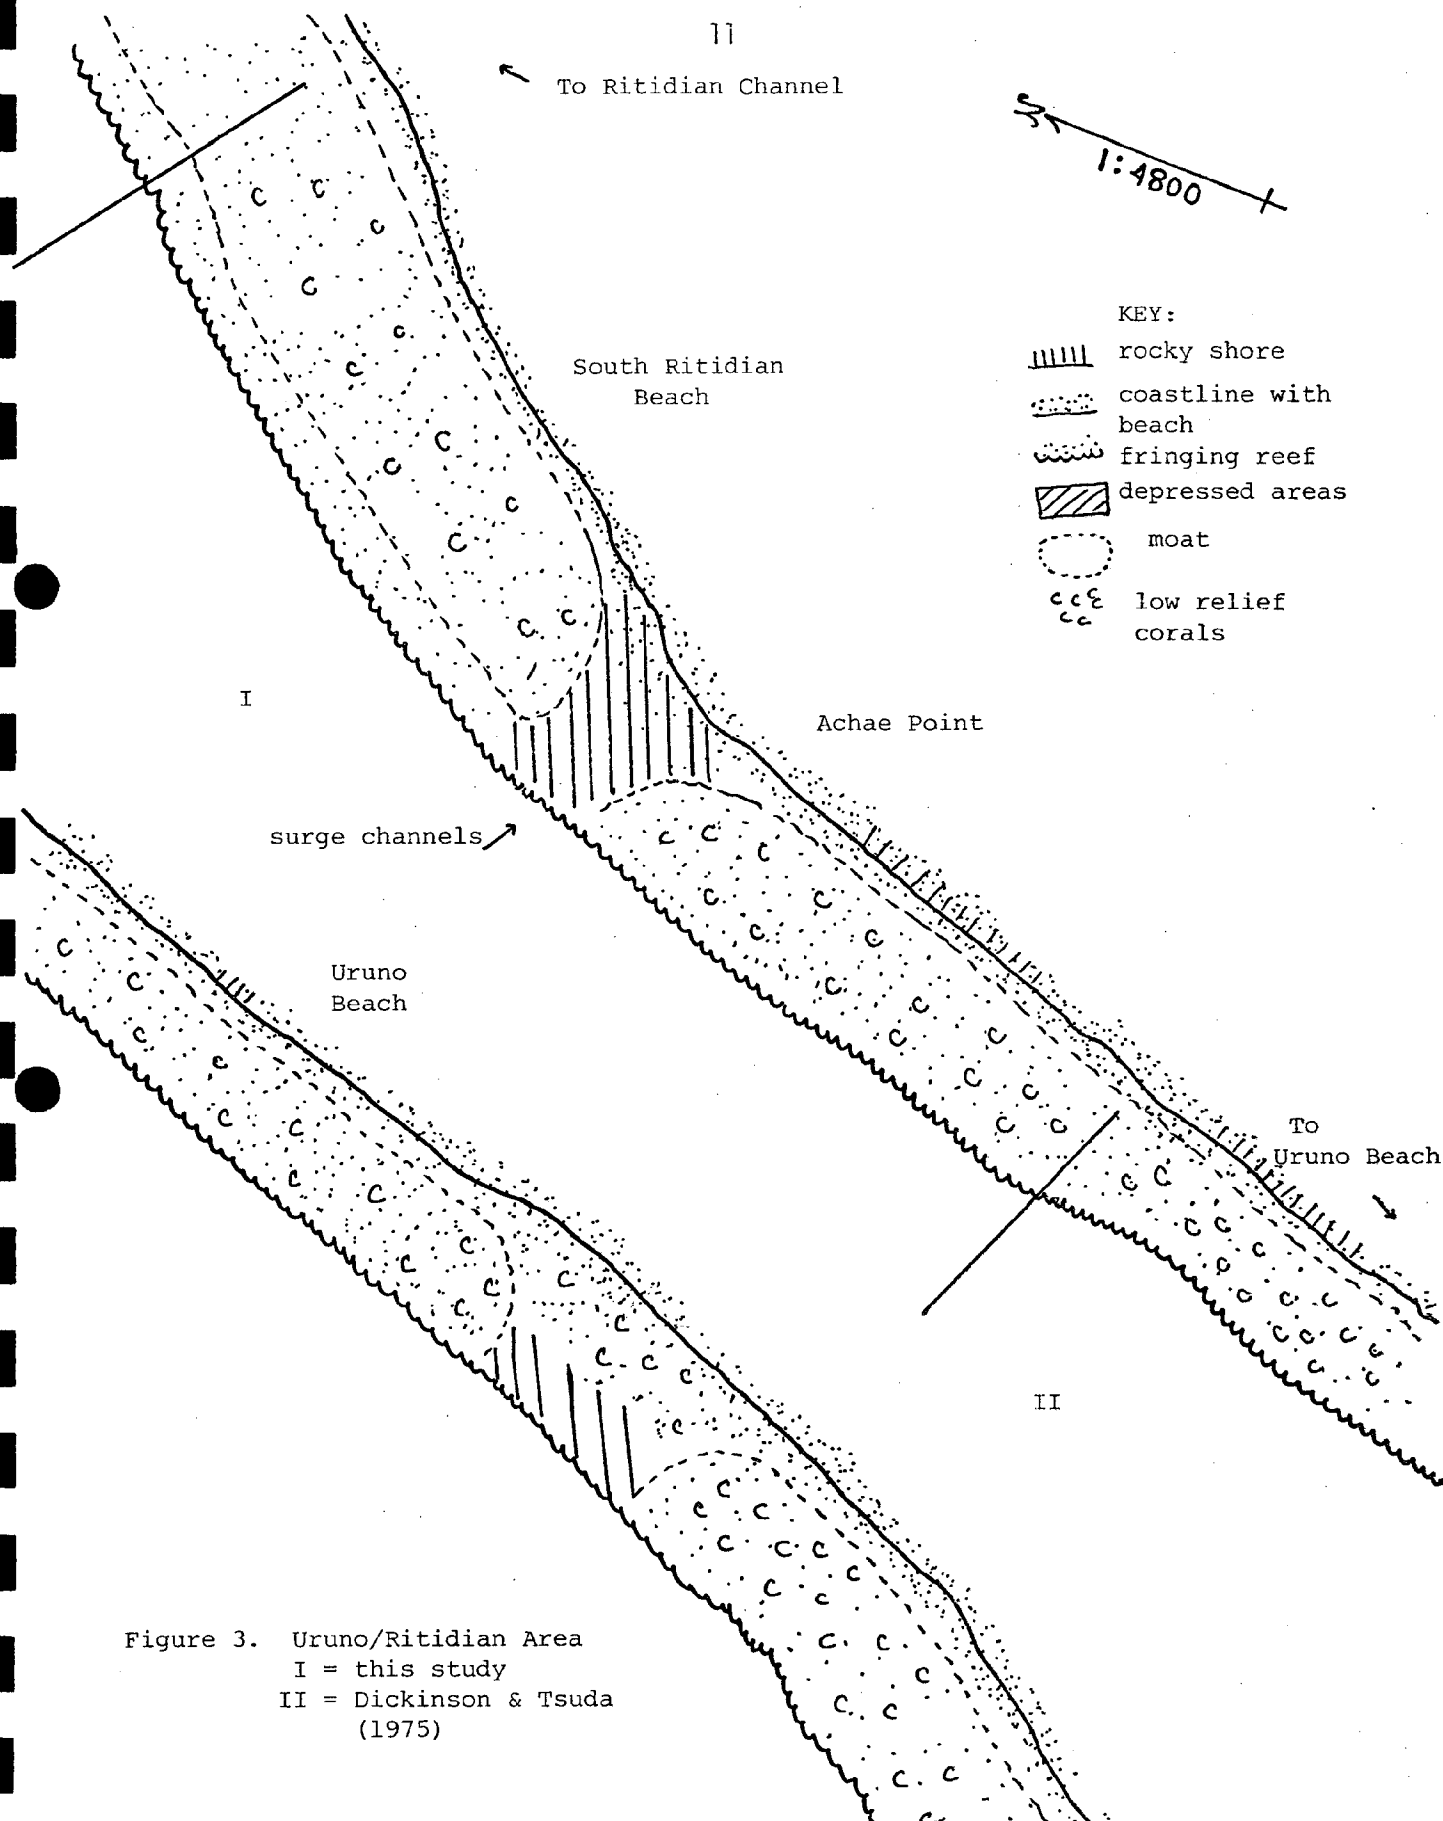 11
To Ritidian Channel
N
1:4800
KEY:
rocky shore
coastline with
beach
fringing reef
depressed areas
moat
low relief
corals
South Ritidian
Beach
I
Achae Point
surge channels
Uruno
Beach
To
Uruno Beach
II
Figure 3. Uruno/Ritidian Area
I = this study
II = Dickinson & Tsuda
(1975)